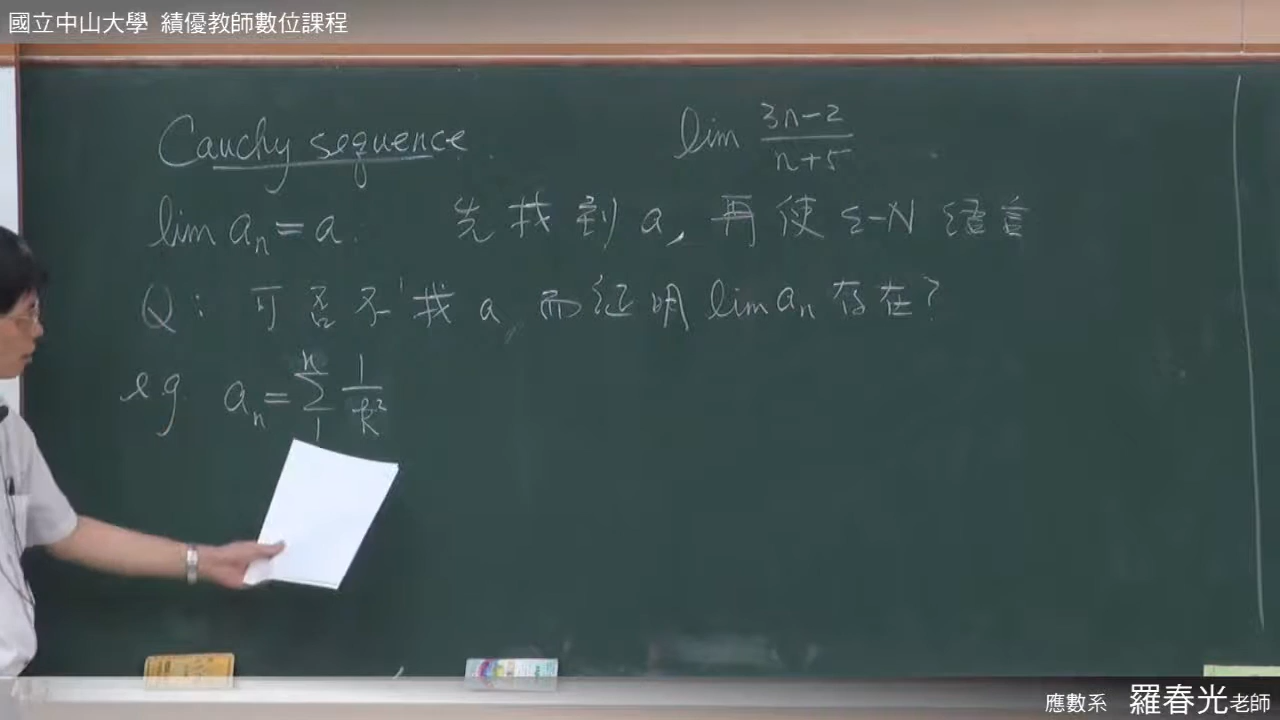 國立中山大學 績優教師數位課程
Cauchy sequence.
lim 3n-2 / n+5
lim aₙ = a. 先找到 a, 再使 ε-N 語言
Q: 可否不找 a, 而証明 lim aₙ 存在?
e.g. aₙ = ∑₁ⁿ 1/k²
應數系 羅春光老師